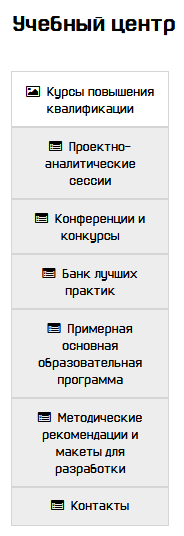 Учебный центр
Курсы повышения
квалификации
Проектно-
аналитические
сессии
Конференции и
конкурсы
Банк лучших
практик
Примерная
основная
образовательная
программа
Методические
рекомендации и
макеты для
разработки
Контакты